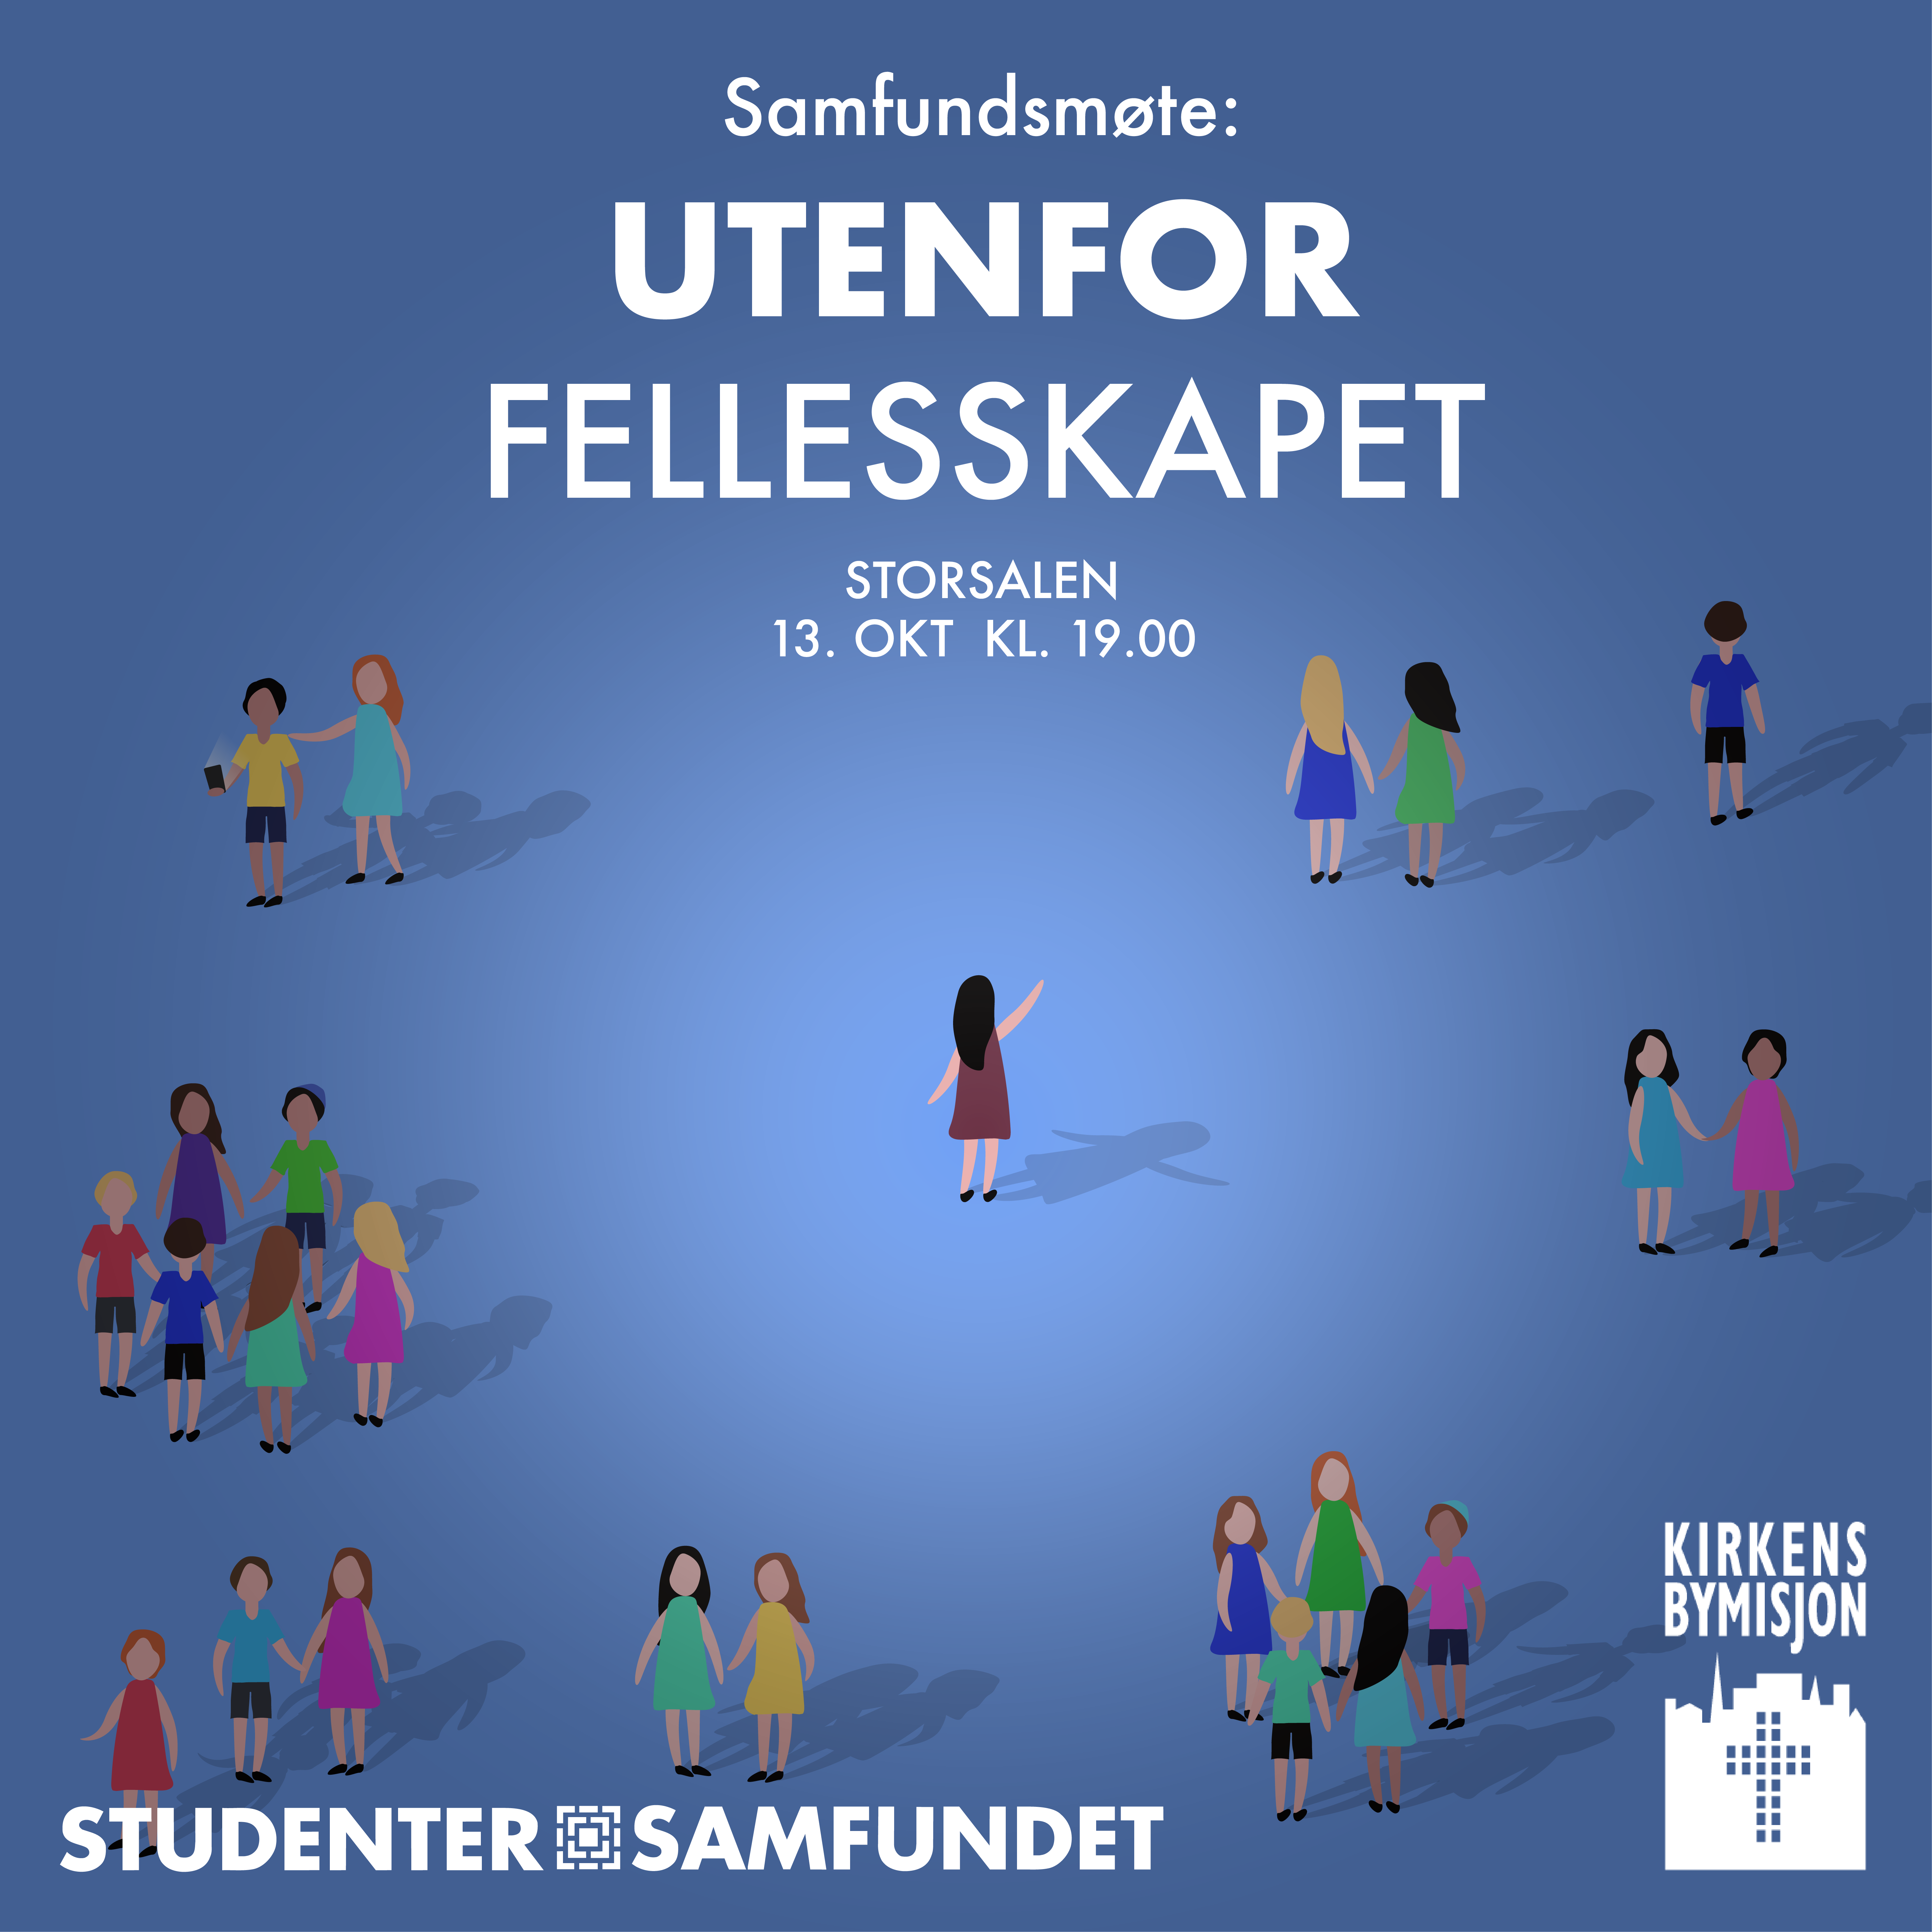 Samfundsmøte:
UTENFOR
FELLESSKAPET
STORSALEN
13. OKT KL. 19.00
KIRKENS
BYMISJON
STUDENTER SAMFUNDET